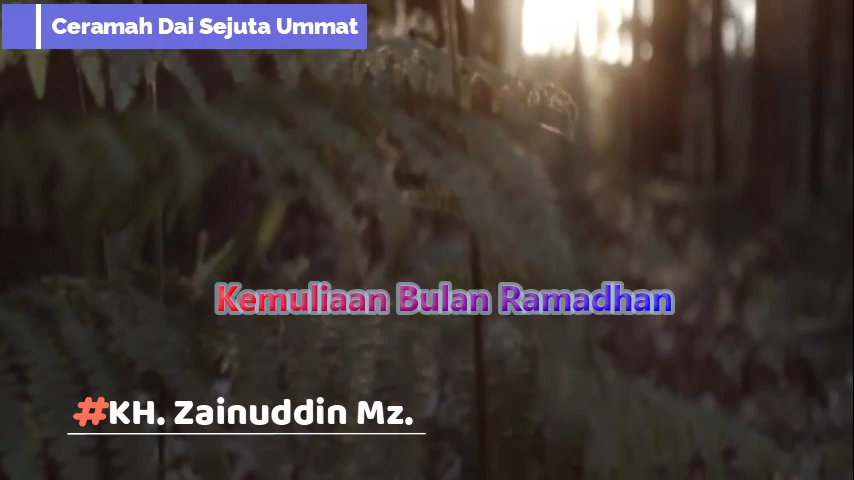 Ceramah Dai Sejuta Ummat
Kemuliaan Bulan Ramadhan
#KH. Zainuddin Mz.